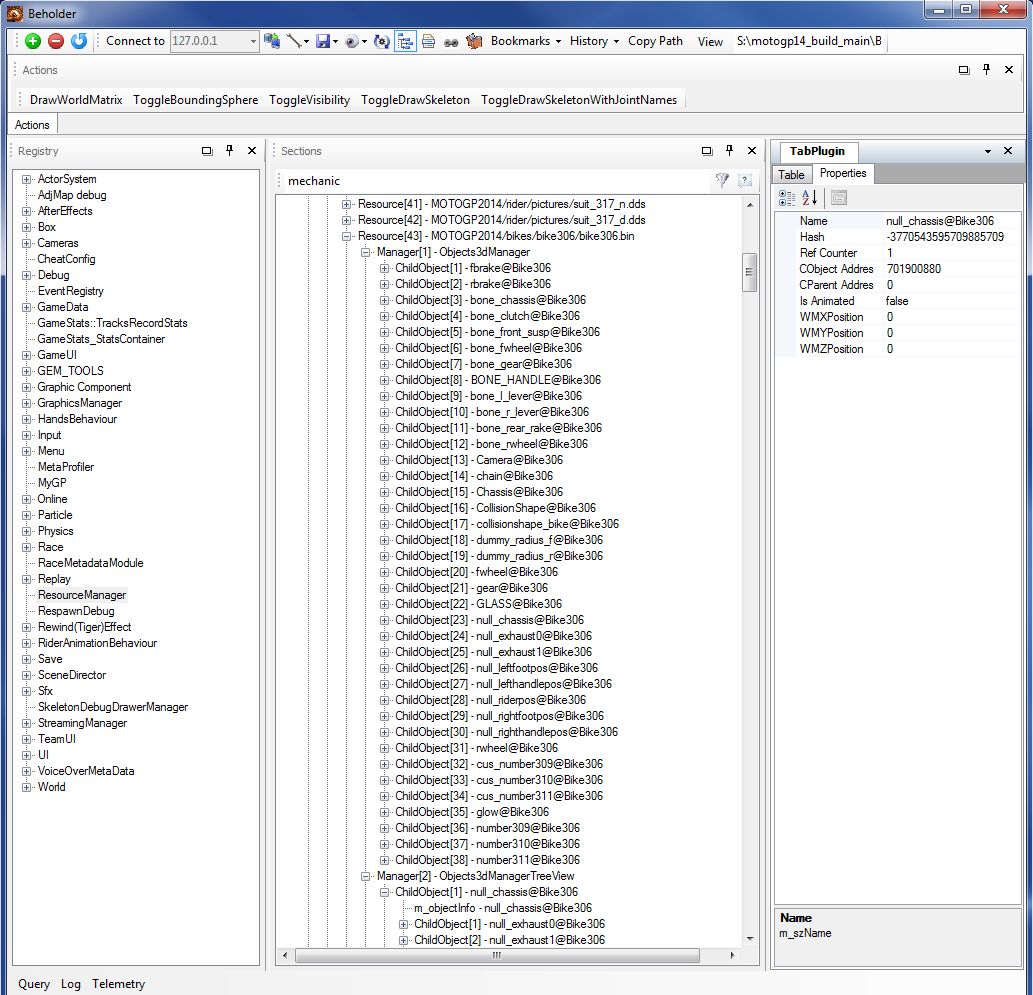 Beholder
Connect to 127.0.0.1 Bookmarks History Copy Path View S:\motogp14_build_main\B
Actions
DrawWorldMatrix ToggleBoundingSphere ToggleVisibility ToggleDrawSkeleton ToggleDrawSkeletonWithJointNames
Actions
Registry
ActorSystem
AdjMap debug
AfterEffects
Box
Cameras
CheatConfig
Debug
EventRegistry
GameData
GameStats::TracksRecordStats
GameStats_StatsContainer
GameUI
GEM_TOOLS
Graphic Component
GraphicsManager
HandsBehaviour
Input
Menu
MetaProfiler
MyGP
Online
Particle
Physics
Race
RaceMetadataModule
Replay
ResourceManager
RespawnDebug
Rewind(Tiger)Effect
RiderAnimationBehaviour
Save
SceneDirector
Sfx
SkeletonDebugDrawerManager
StreamingManager
TeamUI
UI
VoiceOverMetaData
World
Sections
mechanic
Resource[41] - MOTOGP2014/rider/pictures/suit_317_n.dds
Resource[42] - MOTOGP2014/rider/pictures/suit_317_d.dds
Resource[43] - MOTOGP2014/bikes/bike306/bike306.bin
Manager[1] - Objects3dManager
ChildObject[1] - fbrake@Bike306
ChildObject[2] - rbrake@Bike306
ChildObject[3] - bone_chassis@Bike306
ChildObject[4] - bone_clutch@Bike306
ChildObject[5] - bone_front_susp@Bike306
ChildObject[6] - bone_fwheel@Bike306
ChildObject[7] - bone_gear@Bike306
ChildObject[8] - BONE_HANDLE@Bike306
ChildObject[9] - bone_l_lever@Bike306
ChildObject[10] - bone_r_lever@Bike306
ChildObject[11] - bone_rear_rake@Bike306
ChildObject[12] - bone_rwheel@Bike306
ChildObject[13] - Camera@Bike306
ChildObject[14] - chain@Bike306
ChildObject[15] - Chassis@Bike306
ChildObject[16] - CollisionShape@Bike306
ChildObject[17] - collisionshape_bike@Bike306
ChildObject[18] - dummy_radius_f@Bike306
ChildObject[19] - dummy_radius_r@Bike306
ChildObject[20] - fwheel@Bike306
ChildObject[21] - gear@Bike306
ChildObject[22] - GLASS@Bike306
ChildObject[23] - null_chassis@Bike306
ChildObject[24] - null_exhaust0@Bike306
ChildObject[25] - null_exhaust1@Bike306
ChildObject[26] - null_leftfootpos@Bike306
ChildObject[27] - null_lefthandlepos@Bike306
ChildObject[28] - null_riderpos@Bike306
ChildObject[29] - null_rightfootpos@Bike306
ChildObject[30] - null_righthandlepos@Bike306
ChildObject[31] - rwheel@Bike306
ChildObject[32] - cus_number309@Bike306
ChildObject[33] - cus_number310@Bike306
ChildObject[34] - cus_number311@Bike306
ChildObject[35] - glow@Bike306
ChildObject[36] - number309@Bike306
ChildObject[37] - number310@Bike306
ChildObject[38] - number311@Bike306
Manager[2] - Objects3dManagerTreeView
ChildObject[1] - null_chassis@Bike306
m_objectInfo - null_chassis@Bike306
ChildObject[1] - null_exhaust0@Bike306
ChildObject[2] - null_exhaust1@Bike306
TabPlugin
Table Properties
Name null_chassis@Bike306
Hash -3770543595709885709
Ref Counter 1
CObject Addres 701900880
CParent Addres 0
Is Animated false
WMXPosition 0
WMYPosition 0
WMZPosition 0
Name
m_szName
Query Log Telemetry